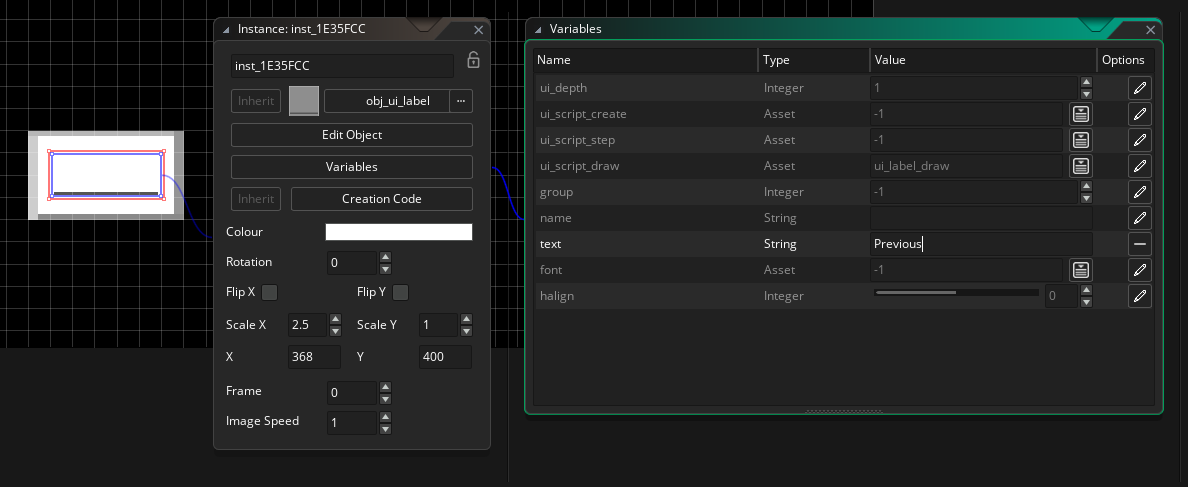 Instance: inst_1E35FCC
inst_1E35FCC
Inherit obj_ui_label ...
Edit Object
Variables
Inherit Creation Code
Colour
Rotation 0
Flip X Flip Y
Scale X 2.5 Scale Y 1
X 368 Y 400
Frame 0
Image Speed 1
Variables
Name Type Value Options
ui_depth Integer 1
ui_script_create Asset -1
ui_script_step Asset -1
ui_script_draw Asset ui_label_draw
group Integer -1
name String
text String Previous
font Asset -1
halign Integer 0